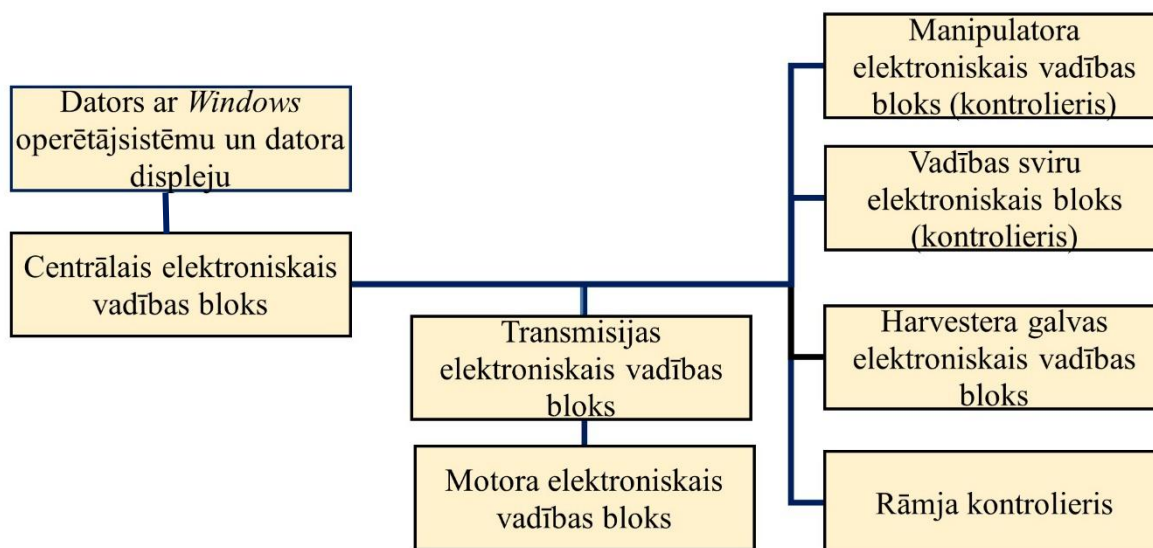 Dators ar Windows
operētājsistēmu un datora
displeju
Centrālais elektroniskais
vadības bloks
Transmisijas
elektroniskais vadības
bloks
Motora elektroniskais
vadības bloks
Manipulatora
elektroniskais vadības
bloks (kontrolieris)
Vadības sviru
elektroniskais bloks
(kontrolieris)
Harvestera galvas
elektroniskais vadības
bloks
Rāmja kontrolieris